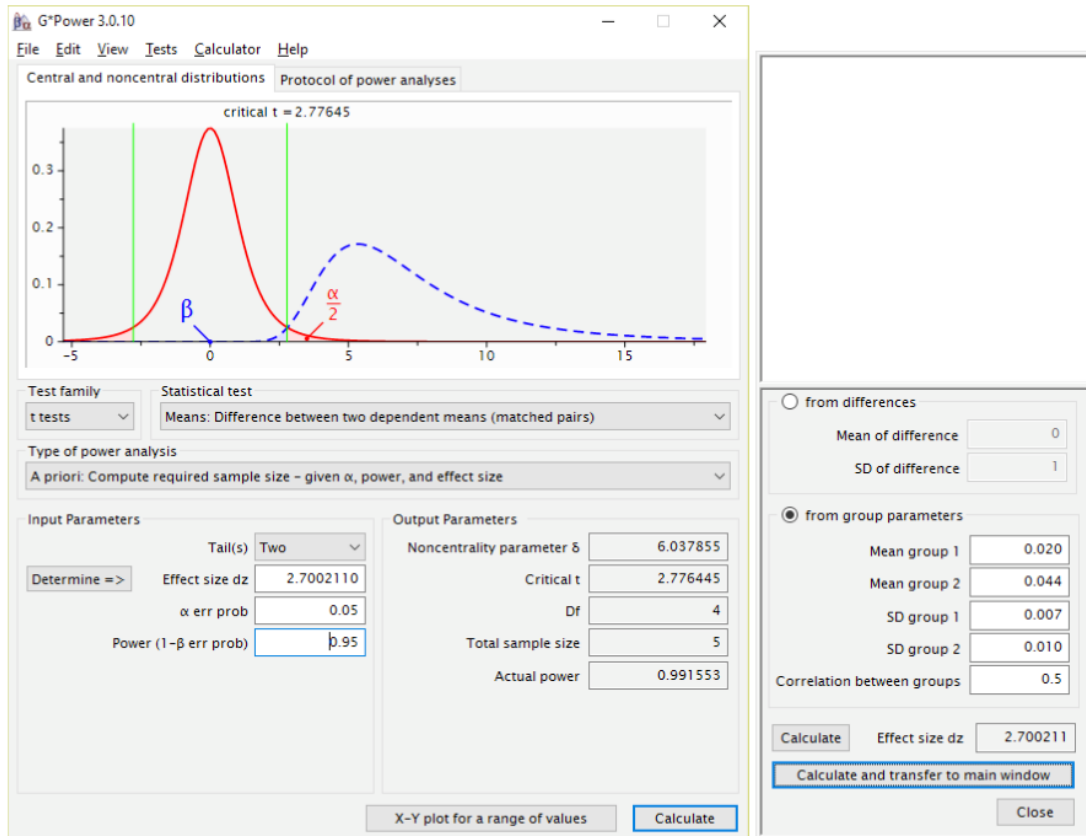 G*Power 3.0.10
File Edit View Tests Calculator Help
Central and noncentral distributions
Protocol of power analyses
critical t = 2.77645
0.3
0.2
0.1
0
β
α
2
-5 0 5 10 15
Test family
t tests
Statistical test
Means: Difference between two dependent means (matched pairs)
Type of power analysis
A priori: Compute required sample size – given α, power, and effect size
Input Parameters
Tail(s) Two
Determine => Effect size dz 2.7002110
α err prob 0.05
Power (1-β err prob) 0.95
Output Parameters
Noncentrality parameter δ 6.037855
Critical t 2.776445
Df 4
Total sample size 5
Actual power 0.991553
X-Y plot for a range of values
Calculate
from differences
Mean of difference 0
SD of difference 1
from group parameters
Mean group 1 0.020
Mean group 2 0.044
SD group 1 0.007
SD group 2 0.010
Correlation between groups 0.5
Calculate Effect size dz 2.700211
Calculate and transfer to main window
Close